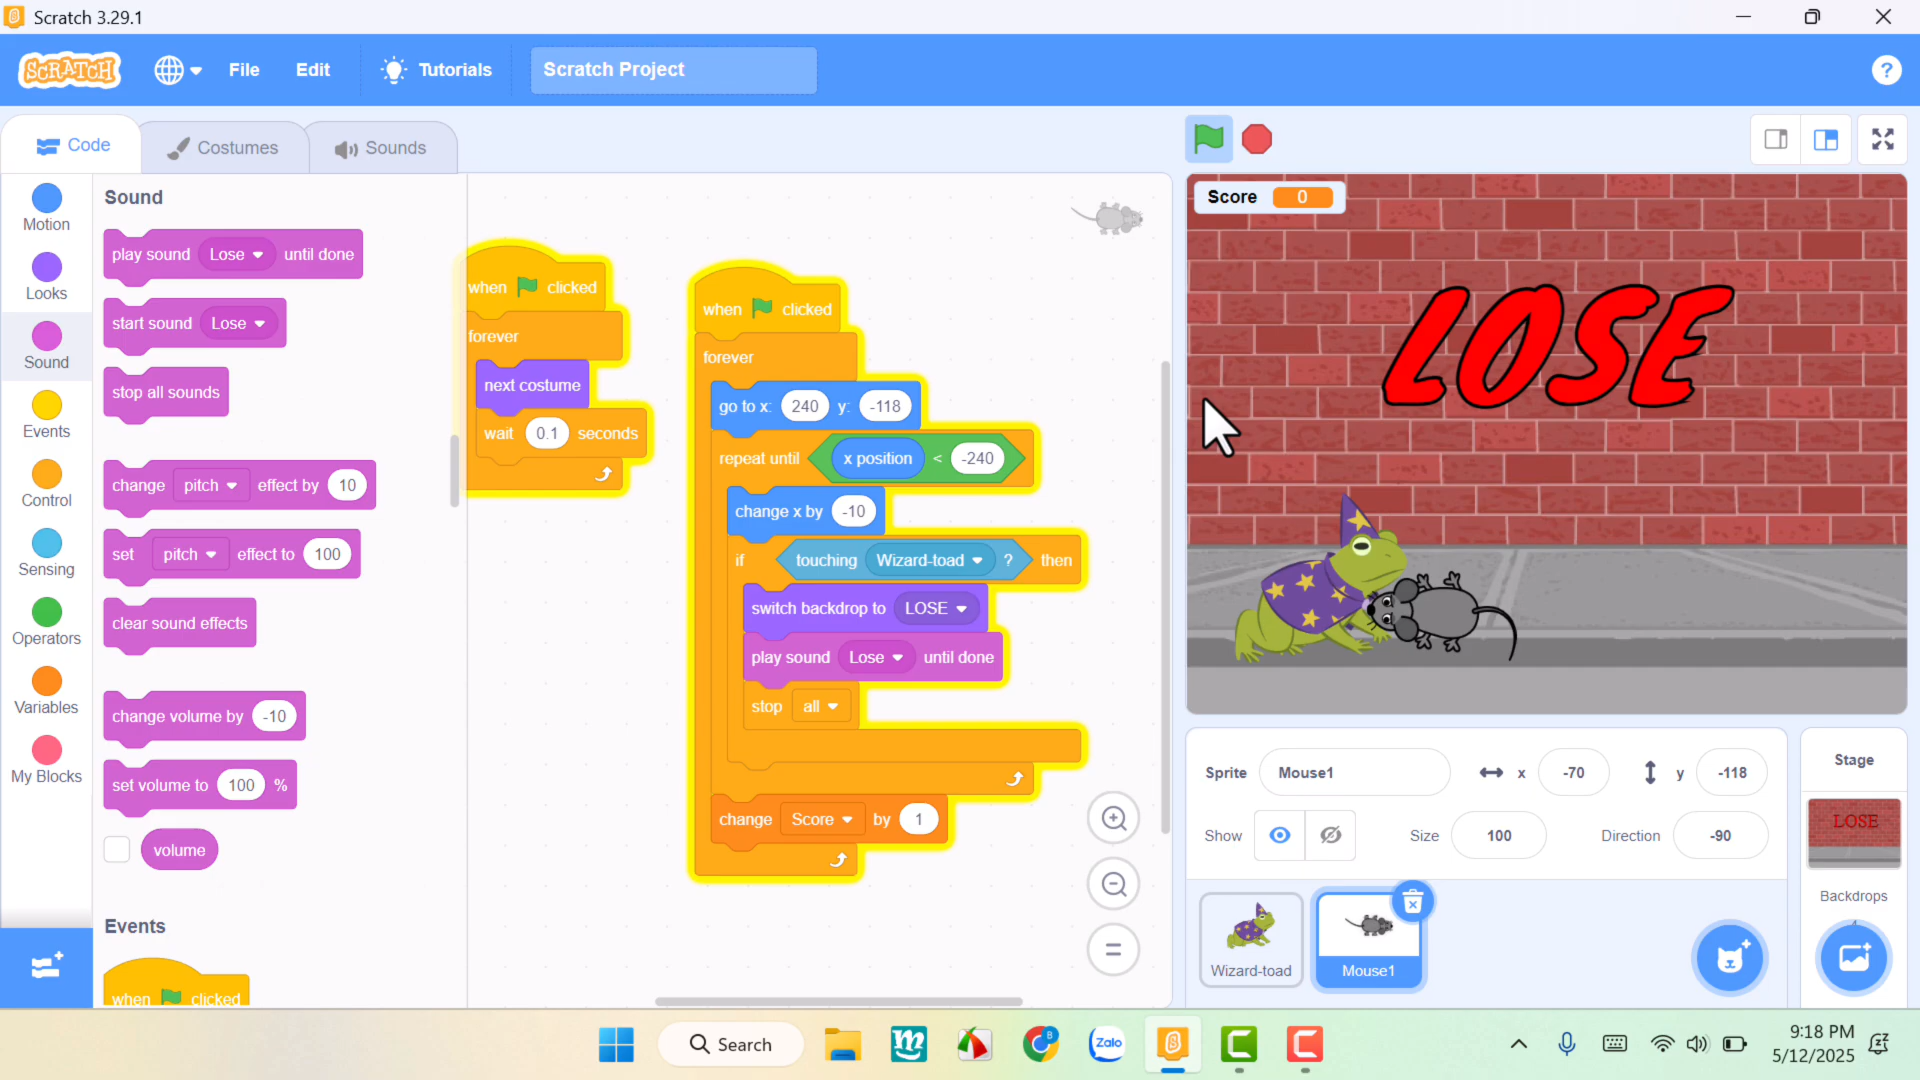 Scratch 3.29.1
SCRATCH
File
Edit
Tutorials
Scratch Project
?
Code
Costumes
Sounds
Motion
Looks
Sound
Events
Control
Sensing
Operators
Variables
My Blocks
Sound
play sound Lose until done
start sound Lose
stop all sounds
change pitch effect by 10
set pitch effect to 100
clear sound effects
change volume by -10
set volume to 100 %
volume
Events
when clicked
when clicked
forever
next costume
wait 0.1 seconds
when clicked
forever
go to x: 240 y: -118
repeat until x position < -240
change x by -10
if touching Wizard-toad ? then
switch backdrop to LOSE
play sound Lose until done
stop all
change Score by 1
Score 0
LOSE
Sprite Mouse1 x -70 y -118
Show Size 100 Direction -90
Wizard-toad
Mouse1
Stage
LOSE
Backdrops
Search
Zalo
9:18 PM
5/12/2025